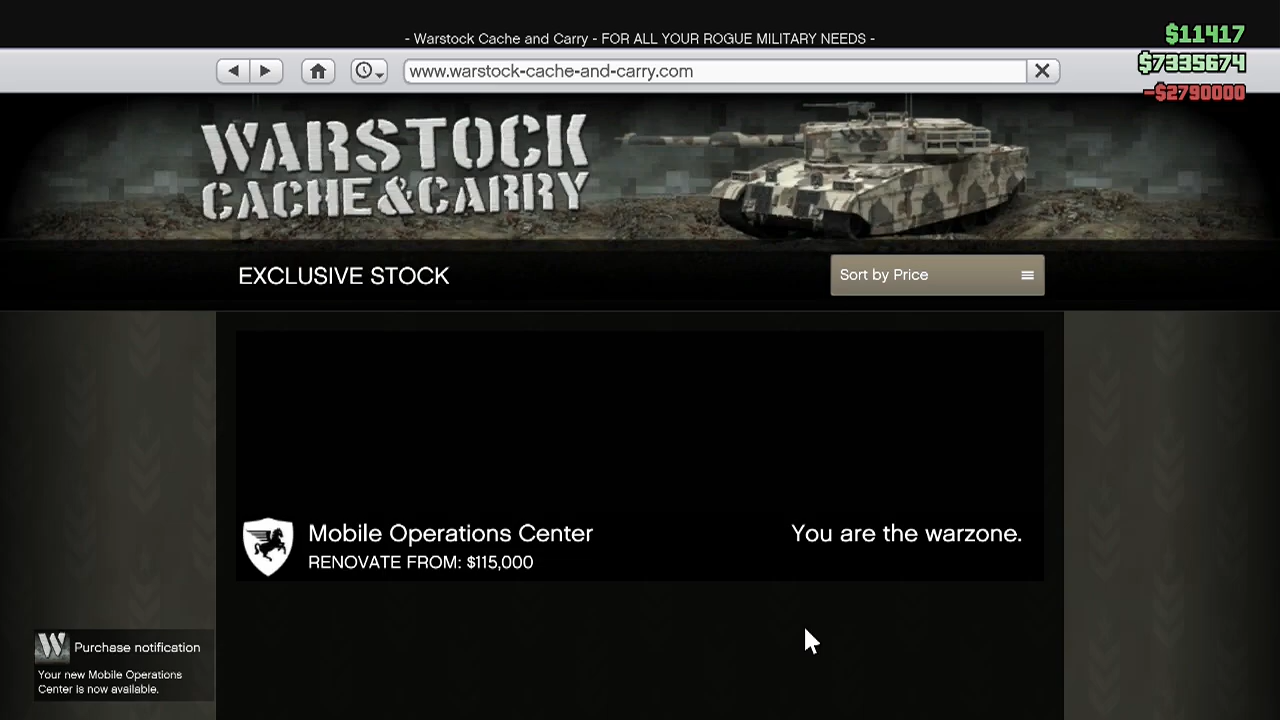 - Warstock Cache and Carry - FOR ALL YOUR ROGUE MILITARY NEEDS -
$11417
$7335674
-$2790000
www.warstock-cache-and-carry.com
WARSTOCK
CACHE&CARRY
EXCLUSIVE STOCK
Sort by Price
Mobile Operations Center
You are the warzone.
RENOVATE FROM: $115,000
W
Purchase notification
Your new Mobile Operations
Center is now available.